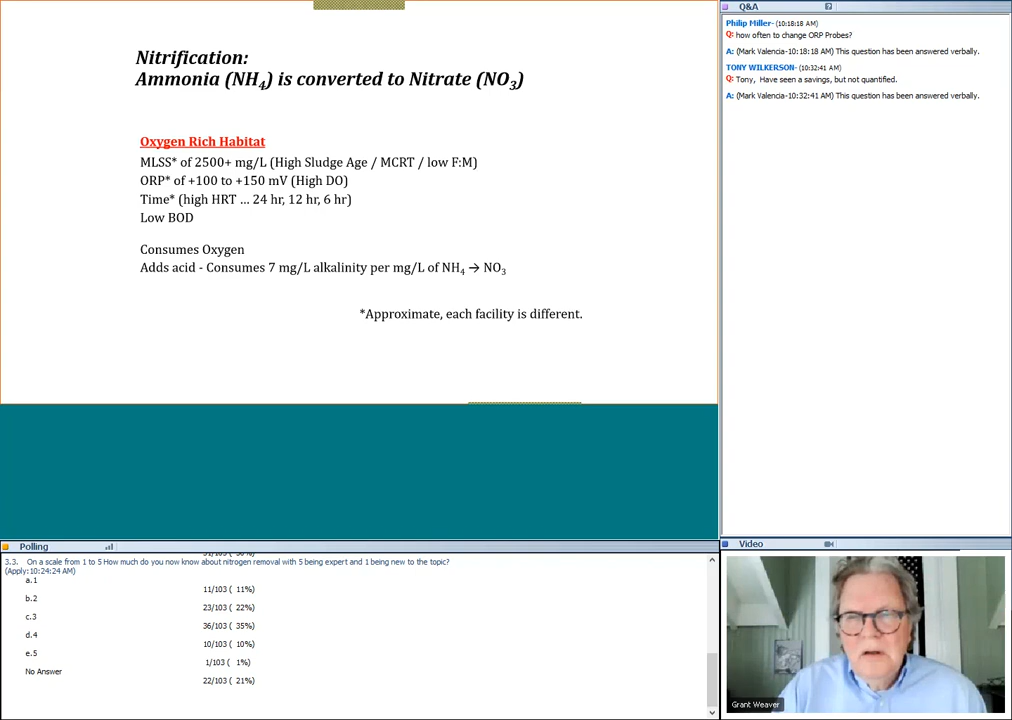 Nitrification:
Ammonia (NH4) is converted to Nitrate (NO3)
Oxygen Rich Habitat
MLSS* of 2500+ mg/L (High Sludge Age / MCRT / low F:M)
ORP* of +100 to +150 mV (High DO)
Time* (high HRT ... 24 hr, 12 hr, 6 hr)
Low BOD
Consumes Oxygen
Adds acid - Consumes 7 mg/L alkalinity per mg/L of NH4 → NO3
*Approximate, each facility is different.
Q&A
Philip Miller- (10:18:18 AM)
Q: how often to change ORP Probes?
A: (Mark Valencia-10:18:18 AM) This question has been answered verbally.
TONY WILKERSON- (10:32:41 AM)
Q: Tony, Have seen a savings, but not quantified.
A: (Mark Valencia-10:32:41 AM) This question has been answered verbally.
Polling
3.3. On a scale from 1 to 5 How much do you now know about nitrogen removal with 5 being expert and 1 being new to the topic?
(Apply:10:24:24 AM)
a.1
11/103 ( 11%)
b.2
23/103 ( 22%)
c.3
36/103 ( 35%)
d.4
10/103 ( 10%)
e.5
1/103 ( 1%)
No Answer
22/103 ( 21%)
Video
Grant Weaver